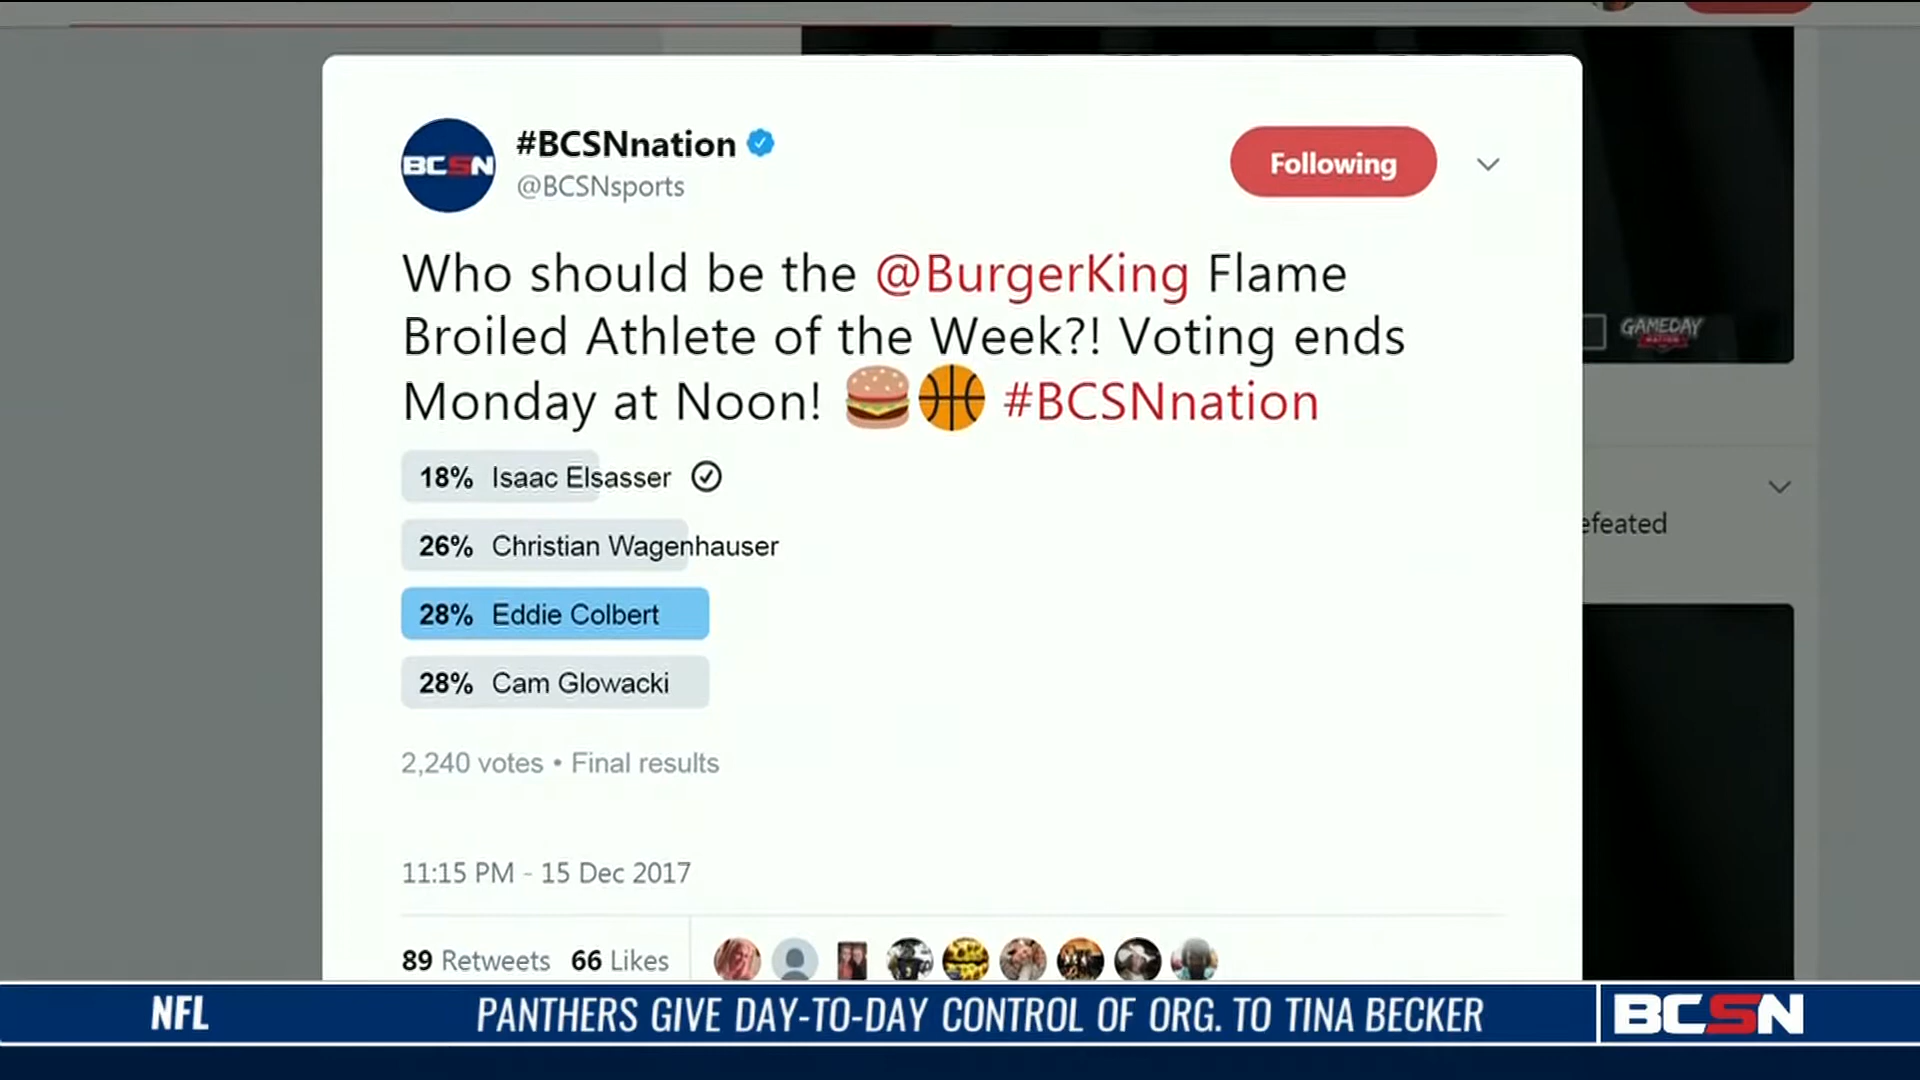 BCSN
#BCSNnation
@BCSNsports
Following
Who should be the @BurgerKing Flame
Broiled Athlete of the Week?! Voting ends
Monday at Noon! 🍔🏀 #BCSNnation
18% Isaac Elsasser
26% Christian Wagenhauser
28% Eddie Colbert
28% Cam Glowacki
2,240 votes • Final results
11:15 PM - 15 Dec 2017
89 Retweets 66 Likes
GAMEDAY
efeated
NFL
PANTHERS GIVE DAY-TO-DAY CONTROL OF ORG. TO TINA BECKER
BCSN